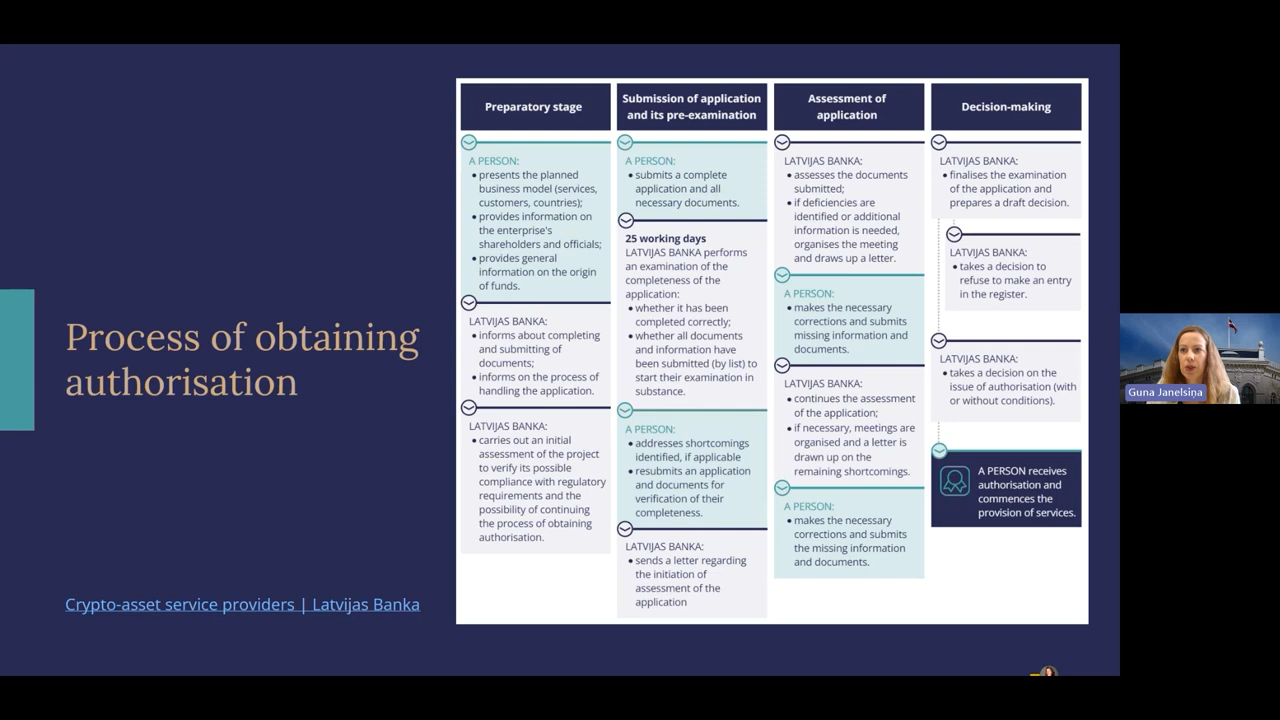 Process of obtaining
authorisation
Crypto-asset service providers | Latvijas Banka
Preparatory stage
A PERSON:
• presents the planned
business model (services,
customers, countries);
• provides information on
the enterprise's
shareholders and officials;
• provides general
information on the origin
of funds.
LATVIJAS BANKA:
• informs about completing
and submitting of
documents;
• informs on the process of
handling the application.
LATVIJAS BANKA:
• carries out an initial
assessment of the project
to verify its possible
compliance with regulatory
requirements and the
possibility of continuing
the process of obtaining
authorisation.
Submission of application
and its pre-examination
A PERSON:
• submits a complete
application and all
necessary documents.
25 working days
LATVIJAS BANKA performs
an examination of the
completeness of the
application:
• whether it has been
completed correctly;
• whether all documents
and information have
been submitted (by list) to
start their examination in
substance.
A PERSON:
• addresses shortcomings
identified, if applicable
• resubmits an application
and documents for
verification of their
completeness.
LATVIJAS BANKA:
• sends a letter regarding
the initiation of
assessment of the
application
Assessment of
application
LATVIJAS BANKA:
• assesses the documents
submitted;
• if deficiencies are
identified or additional
information is needed,
organises the meeting
and draws up a letter.
A PERSON:
• makes the necessary
corrections and submits
missing information and
documents.
LATVIJAS BANKA:
• continues the assessment
of the application;
• if necessary, meetings are
organised and a letter is
drawn up on the
remaining shortcomings.
A PERSON:
• makes the necessary
corrections and submits
the missing information
and documents.
Decision-making
LATVIJAS BANKA:
• finalises the examination
of the application and
prepares a draft decision.
LATVIJAS BANKA:
• takes a decision to
refuse to make an entry
in the register.
LATVIJAS BANKA:
• takes a decision on the
issue of authorisation (with
or without conditions).
A PERSON receives
authorisation and
commences the
provision of services.
Guna Janelsiņa